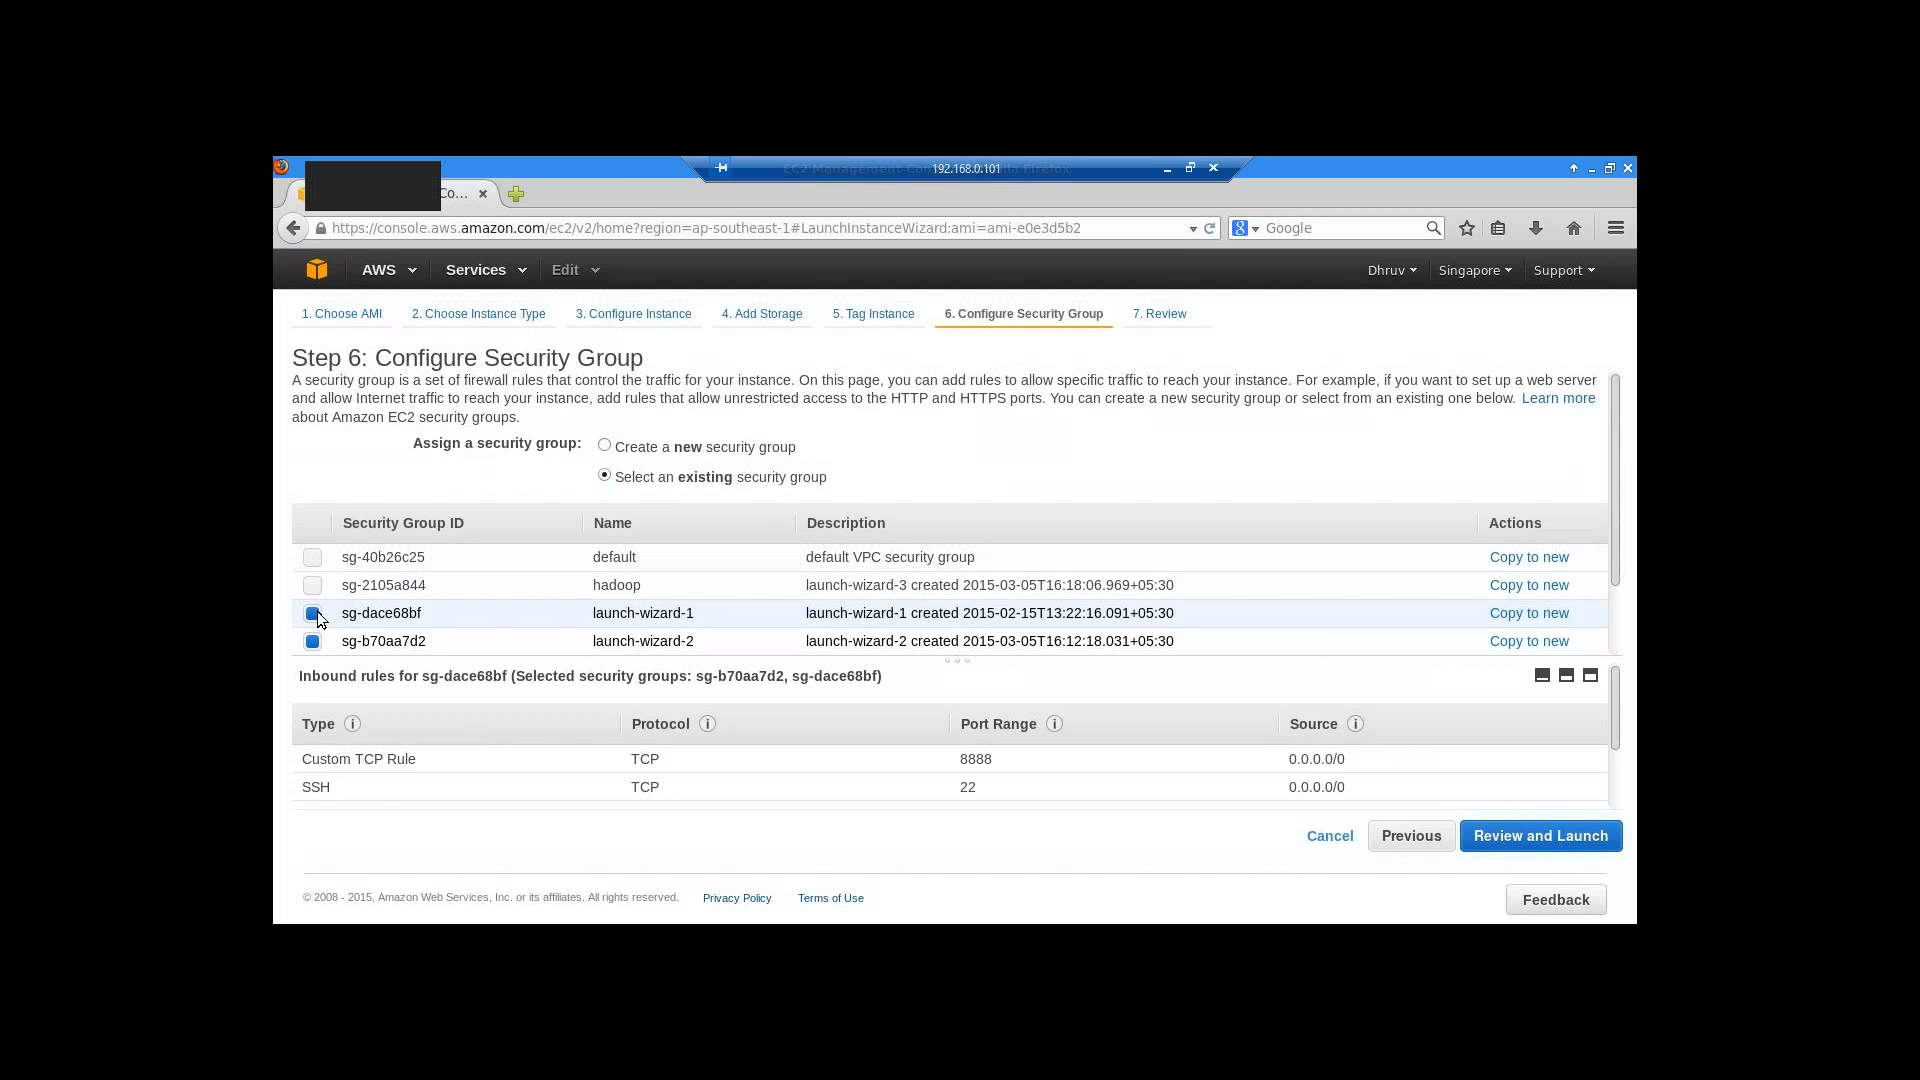 192.168.0.101
Co...
https://console.aws.amazon.com/ec2/v2/home?region=ap-southeast-1#LaunchInstanceWizard:ami=ami-e0e3d5b2
Google
AWS Services Edit Dhruv Singapore Support
1. Choose AMI 2. Choose Instance Type 3. Configure Instance 4. Add Storage 5. Tag Instance 6. Configure Security Group 7. Review
Step 6: Configure Security Group
A security group is a set of firewall rules that control the traffic for your instance. On this page, you can add rules to allow specific traffic to reach your instance. For example, if you want to set up a web server
and allow Internet traffic to reach your instance, add rules that allow unrestricted access to the HTTP and HTTPS ports. You can create a new security group or select from an existing one below. Learn more
about Amazon EC2 security groups.
Assign a security group: Create a new security group
Select an existing security group
Security Group ID Name Description Actions
sg-40b26c25 default default VPC security group Copy to new
sg-2105a844 hadoop launch-wizard-3 created 2015-03-05T16:18:06.969+05:30 Copy to new
sg-dace68bf launch-wizard-1 launch-wizard-1 created 2015-02-15T13:22:16.091+05:30 Copy to new
sg-b70aa7d2 launch-wizard-2 launch-wizard-2 created 2015-03-05T16:12:18.031+05:30 Copy to new
Inbound rules for sg-dace68bf (Selected security groups: sg-b70aa7d2, sg-dace68bf)
Type i Protocol i Port Range i Source i
Custom TCP Rule TCP 8888 0.0.0.0/0
SSH TCP 22 0.0.0.0/0
Cancel Previous Review and Launch
© 2008 - 2015, Amazon Web Services, Inc. or its affiliates. All rights reserved. Privacy Policy Terms of Use
Feedback